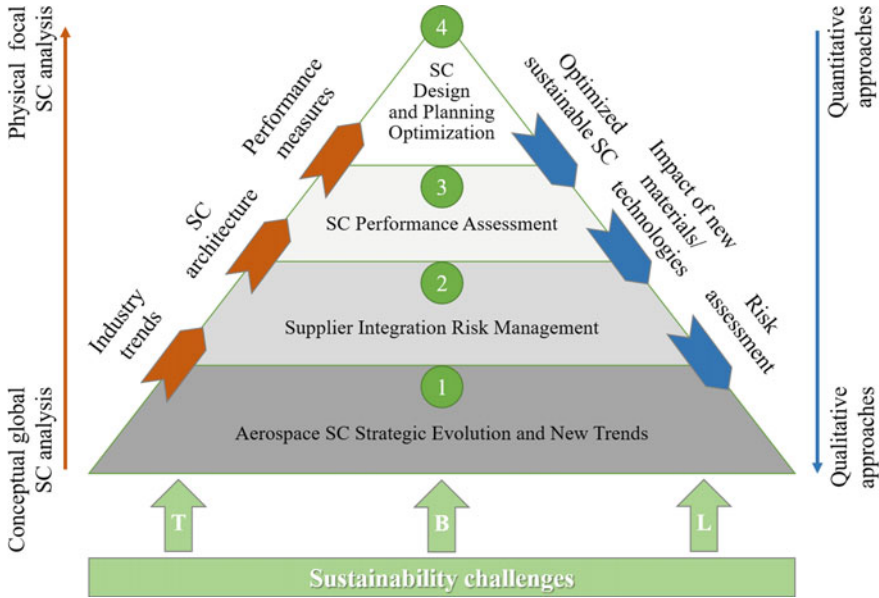 Physical focal
SC analysis
Conceptual global
SC analysis
Industry
trends
SC
architecture
Performance
measures
4
SC
Design
and Planning
Optimization
3
SC Performance Assessment
2
Supplier Integration Risk Management
1
Aerospace SC Strategic Evolution and New Trends
Optimized
sustainable SC
Impact of new
materials/
technologies
Risk
assessment
Quantitative
approaches
Qualitative
approaches
T
B
L
Sustainability challenges